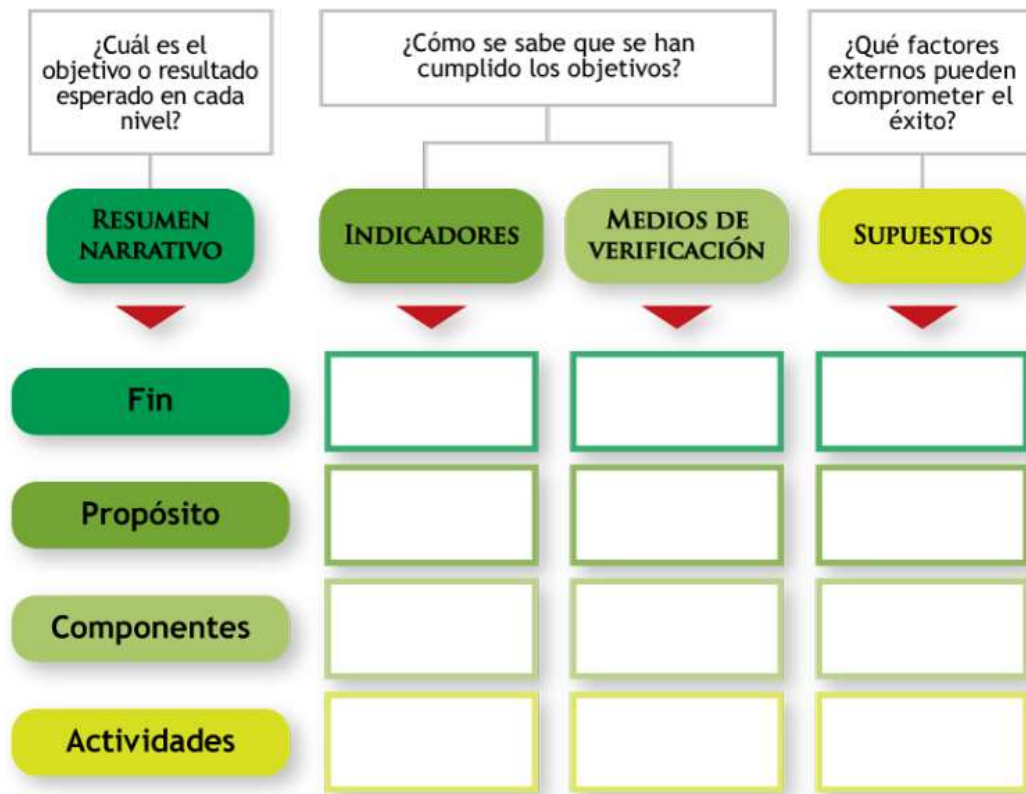 ¿Cuál es el
objetivo o resultado
esperado en cada
nivel?
¿Cómo se sabe que se han
cumplido los objetivos?
¿Qué factores
externos pueden
comprometer el
éxito?
RESUMEN
NARRATIVO
INDICADORES
MEDIOS DE
VERIFICACIÓN
SUPUESTOS
Fin
Propósito
Componentes
Actividades